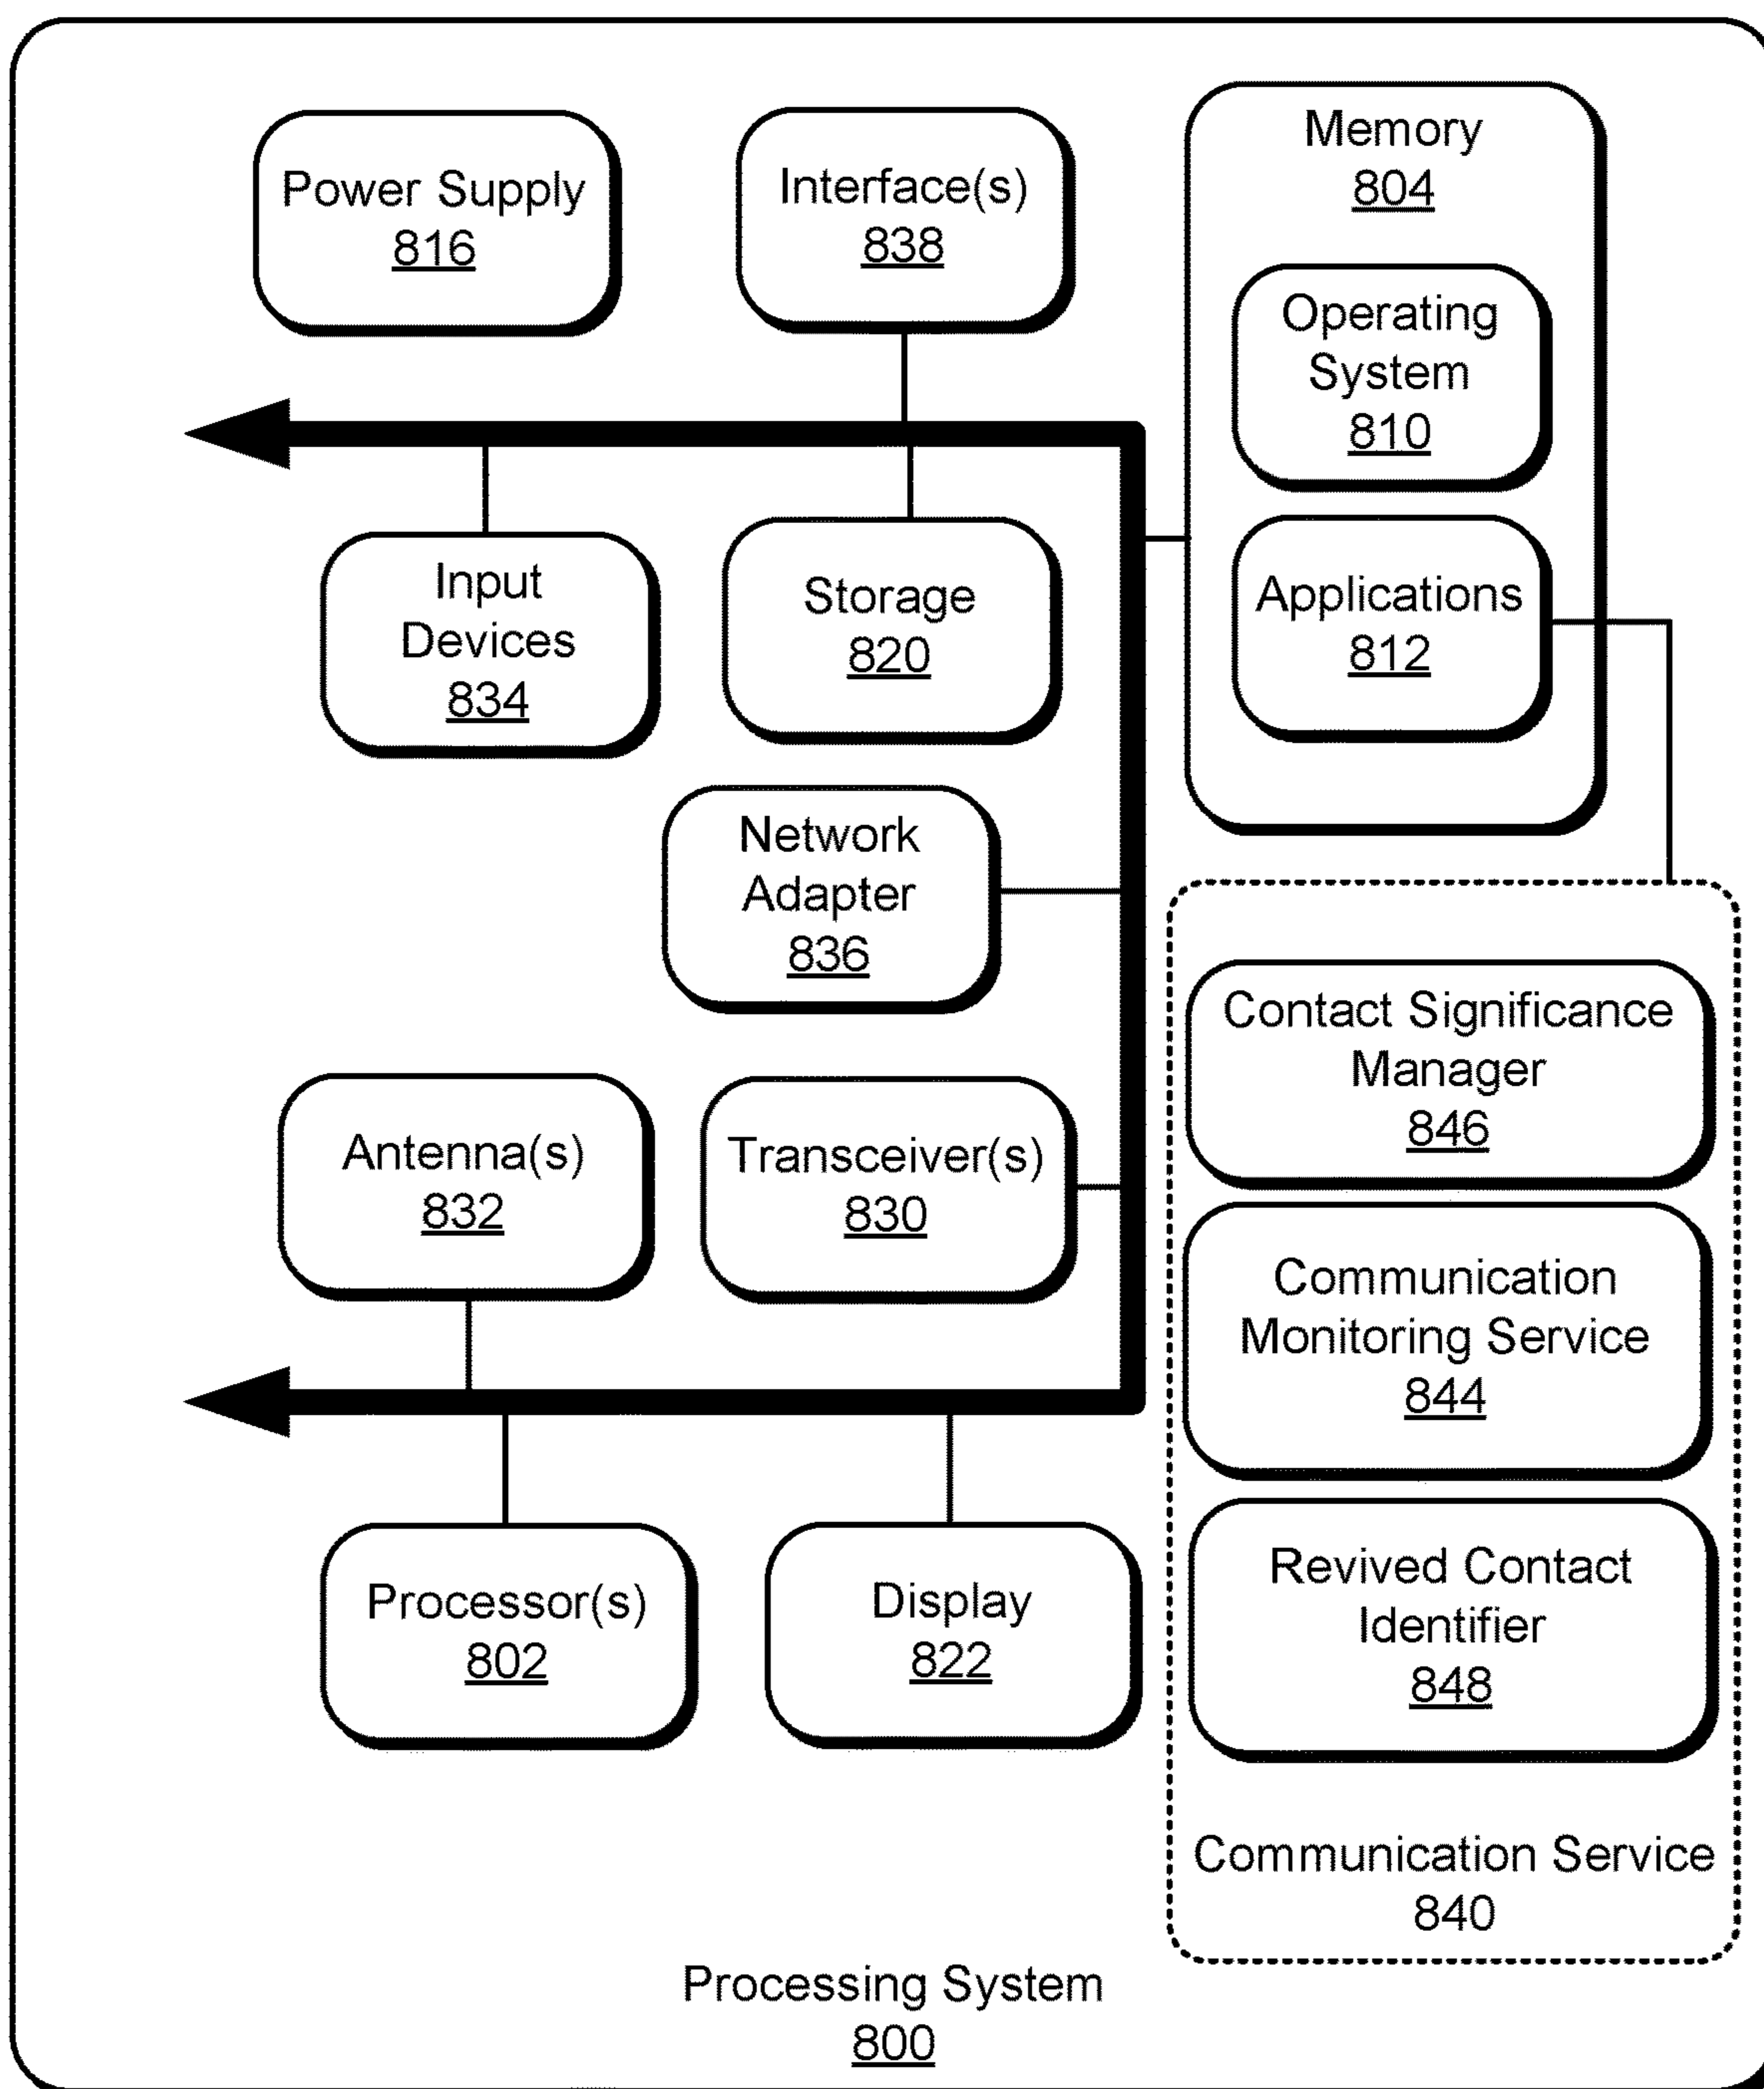 Power Supply
816
Interface(s)
838
Memory
804
Operating
System
810
Applications
812
Input
Devices
834
Storage
820
Network
Adapter
836
Antenna(s)
832
Transceiver(s)
830
Contact Significance
Manager
846
Communication
Monitoring Service
844
Revived Contact
Identifier
848
Communication Service
840
Processor(s)
802
Display
822
Processing System
800